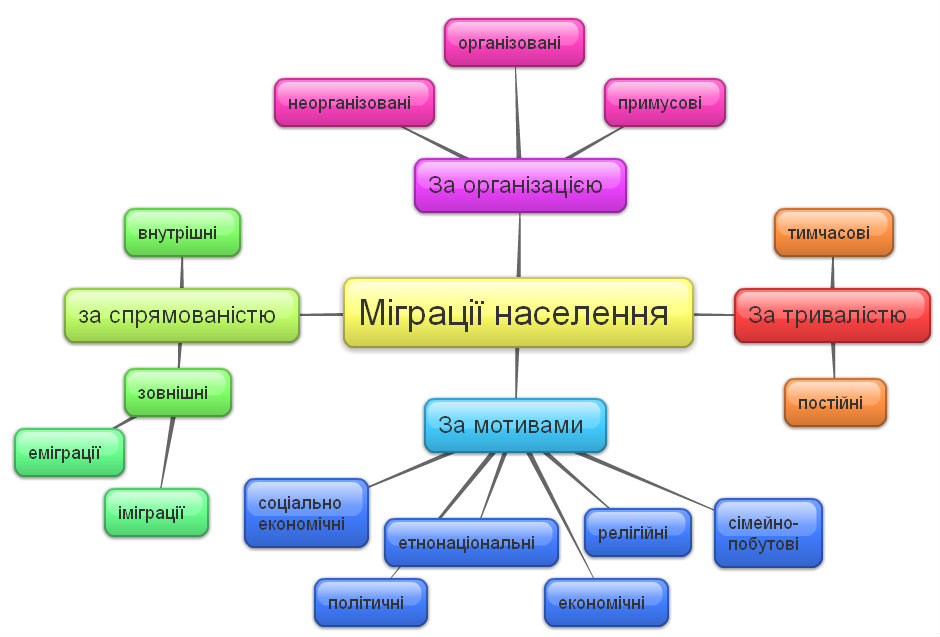 організовані
неорганізовані
примусові
За організацією
внутрішні
тимчасові
за спрямованістю
Міграції населення
За тривалістю
зовнішні
постійні
еміграції
іміграції
За мотивами
соціально
економічні
етнонаціональні
релігійні
сімейно-
побутові
політичні
економічні